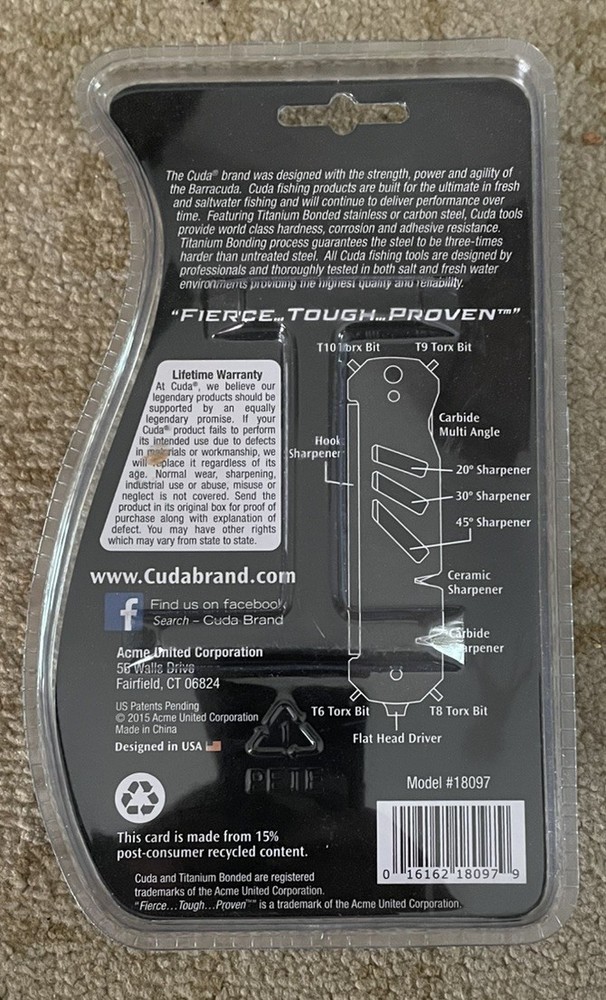 The Cuda® brand was designed with the strength, power and agility of
the Barracuda. Cuda fishing products are built for the ultimate in fresh
and saltwater fishing and will continue to deliver performance over
time. Featuring Titanium Bonded stainless or carbon steel, Cuda tools
provide world class hardness, corrosion and adhesive resistance.
Titanium Bonding process guarantees the steel to be three-times
harder than untreated steel. All Cuda fishing tools are designed by
professionals and thoroughly tested in both salt and fresh water
environments providing the highest quality and reliability.
“FIERCE...TOUGH...PROVEN™”
T10 Torx Bit
T9 Torx Bit
Lifetime Warranty
At Cuda®, we believe our
legendary products should be
supported by an equally
legendary promise. If your
Cuda® product fails to perform
its intended use due to defects
in materials or workmanship, we
will replace it regardless of its
age. Normal wear, sharpening,
industrial use or abuse, misuse or
neglect is not covered. Send the
product in its original box for proof of
purchase along with explanation of
defect. You may have other rights
which may vary from state to state.
Hook
Sharpener
Carbide
Multi Angle
20° Sharpener
30° Sharpener
45° Sharpener
Ceramic
Sharpener
Carbide
Sharpener
T6 Torx Bit
T8 Torx Bit
Flat Head Driver
www.Cudabrand.com
f
Find us on facebook
Search – Cuda Brand
Acme United Corporation
55 Walls Drive
Fairfield, CT 06824
US Patents Pending
© 2015 Acme United Corporation
Made in China
Designed in USA
1
PETE
Model #18097
0 16162 18097 9
This card is made from 15%
post-consumer recycled content.
Cuda and Titanium Bonded are registered
trademarks of the Acme United Corporation.
“Fierce...Tough...Proven™” is a trademark of the Acme United Corporation.